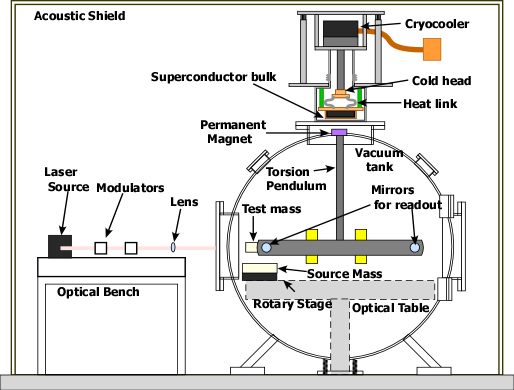 Acoustic Shield
Cryocooler
Superconductor bulk
Cold head
Heat link
Permanent
Magnet
Vacuum
tank
Laser
Source
Modulators
Lens
Torsion
Pendulum
Mirrors
for readout
Test mass
Source Mass
Optical Bench
Rotary Stage
Optical Table